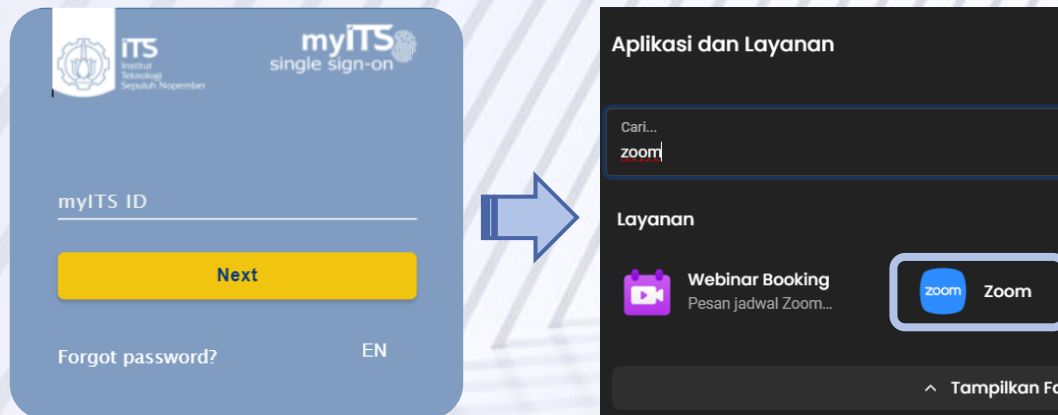 iTS
Institut
Teknologi
Sepuluh Nopember
myiTS
single sign-on
myITS ID
Next
Forgot password?
EN
Aplikasi dan Layanan
Cari...
zoom
Layanan
Webinar Booking
Pesan jadwal Zoom...
zoom
Zoom
Tampilkan Fa